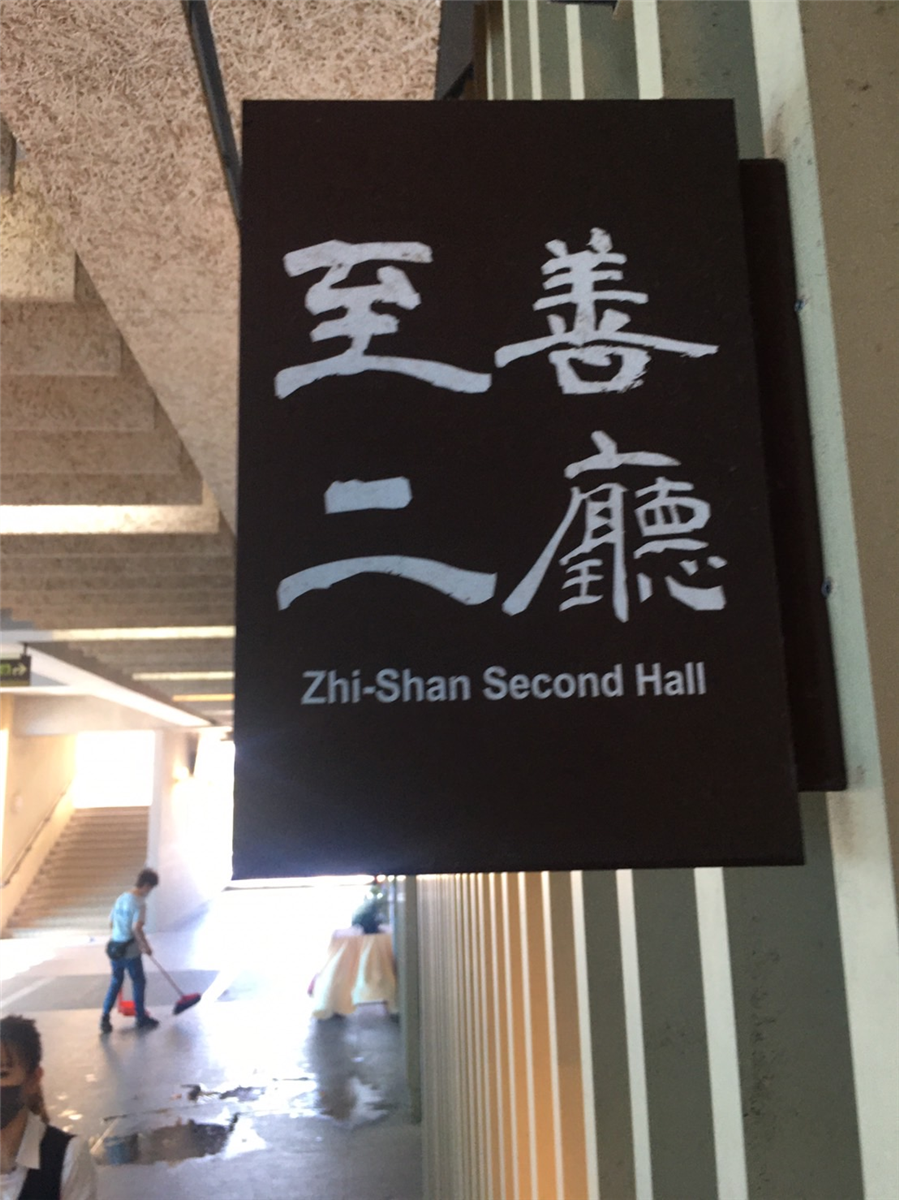 至善
二廳
Zhi-Shan Second Hall